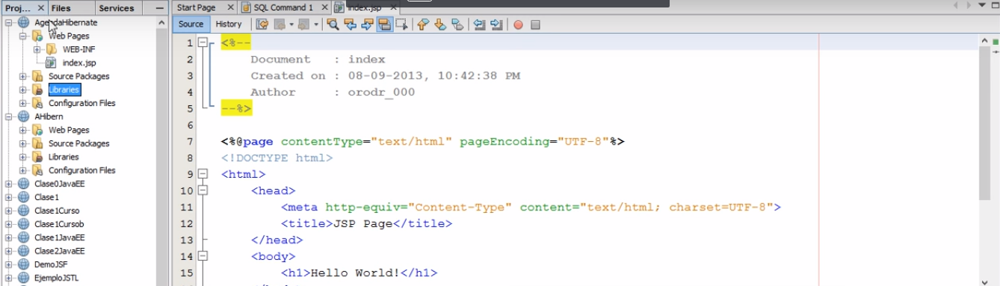 Proj... × Files Services
AgendaHibernate
Web Pages
WEB-INF
index.jsp
Source Packages
Libraries
Configuration Files
AHibern
Web Pages
Source Packages
Libraries
Configuration Files
Clase0JavaEE
Clase1
Clase1Curso
Clase1Cursob
Clase1JavaEE
Clase2JavaEE
DemoJSF
EjemploJSTL
Start Page × SQL Command 1 × index.jsp ×
Source History
1 <%--
2 Document : index
3 Created on : 08-09-2013, 10:42:38 PM
4 Author : orodr_000
5 --%>
6
7 <%@page contentType="text/html" pageEncoding="UTF-8"%>
8 <!DOCTYPE html>
9 <html>
10 <head>
11 <meta http-equiv="Content-Type" content="text/html; charset=UTF-8">
12 <title>JSP Page</title>
13 </head>
14 <body>
15 <h1>Hello World!</h1>